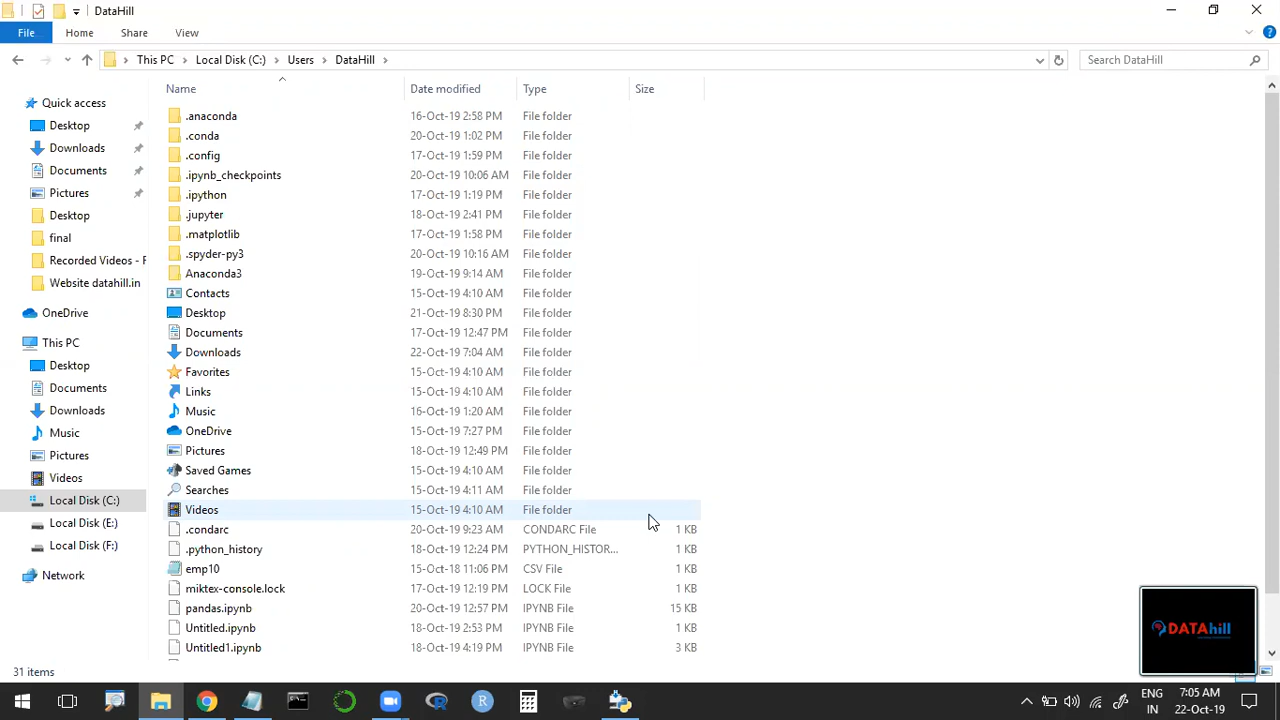 DataHill
File Home Share View
This PC Local Disk (C:) Users DataHill Search DataHill
Name Date modified Type Size
Quick access
Desktop
Downloads
Documents
Pictures
Desktop
final
Recorded Videos - F
Website datahill.in
OneDrive
This PC
Desktop
Documents
Downloads
Music
Pictures
Videos
Local Disk (C:)
Local Disk (E:)
Local Disk (F:)
Network
.anaconda 16-Oct-19 2:58 PM File folder
.conda 20-Oct-19 1:02 PM File folder
.config 17-Oct-19 1:59 PM File folder
.ipynb_checkpoints 20-Oct-19 10:06 AM File folder
.ipython 17-Oct-19 1:19 PM File folder
.jupyter 18-Oct-19 2:41 PM File folder
.matplotlib 17-Oct-19 1:58 PM File folder
.spyder-py3 20-Oct-19 10:16 AM File folder
Anaconda3 19-Oct-19 9:14 AM File folder
Contacts 15-Oct-19 4:10 AM File folder
Desktop 21-Oct-19 8:30 PM File folder
Documents 17-Oct-19 12:47 PM File folder
Downloads 22-Oct-19 7:04 AM File folder
Favorites 15-Oct-19 4:10 AM File folder
Links 15-Oct-19 4:10 AM File folder
Music 16-Oct-19 1:20 AM File folder
OneDrive 15-Oct-19 7:27 PM File folder
Pictures 18-Oct-19 12:49 PM File folder
Saved Games 15-Oct-19 4:10 AM File folder
Searches 15-Oct-19 4:11 AM File folder
Videos 15-Oct-19 4:10 AM File folder
.condarc 20-Oct-19 9:23 AM CONDARC File 1 KB
.python_history 18-Oct-19 12:24 PM PYTHON_HISTOR... 1 KB
emp10 15-Oct-18 11:06 PM CSV File 1 KB
miktex-console.lock 17-Oct-19 12:19 PM LOCK File 1 KB
pandas.ipynb 20-Oct-19 12:57 PM IPYNB File 15 KB
Untitled.ipynb 18-Oct-19 2:53 PM IPYNB File 1 KB
Untitled1.ipynb 18-Oct-19 4:19 PM IPYNB File 3 KB
DATAhill
31 items
ENG 7:05 AM
IN 22-Oct-19